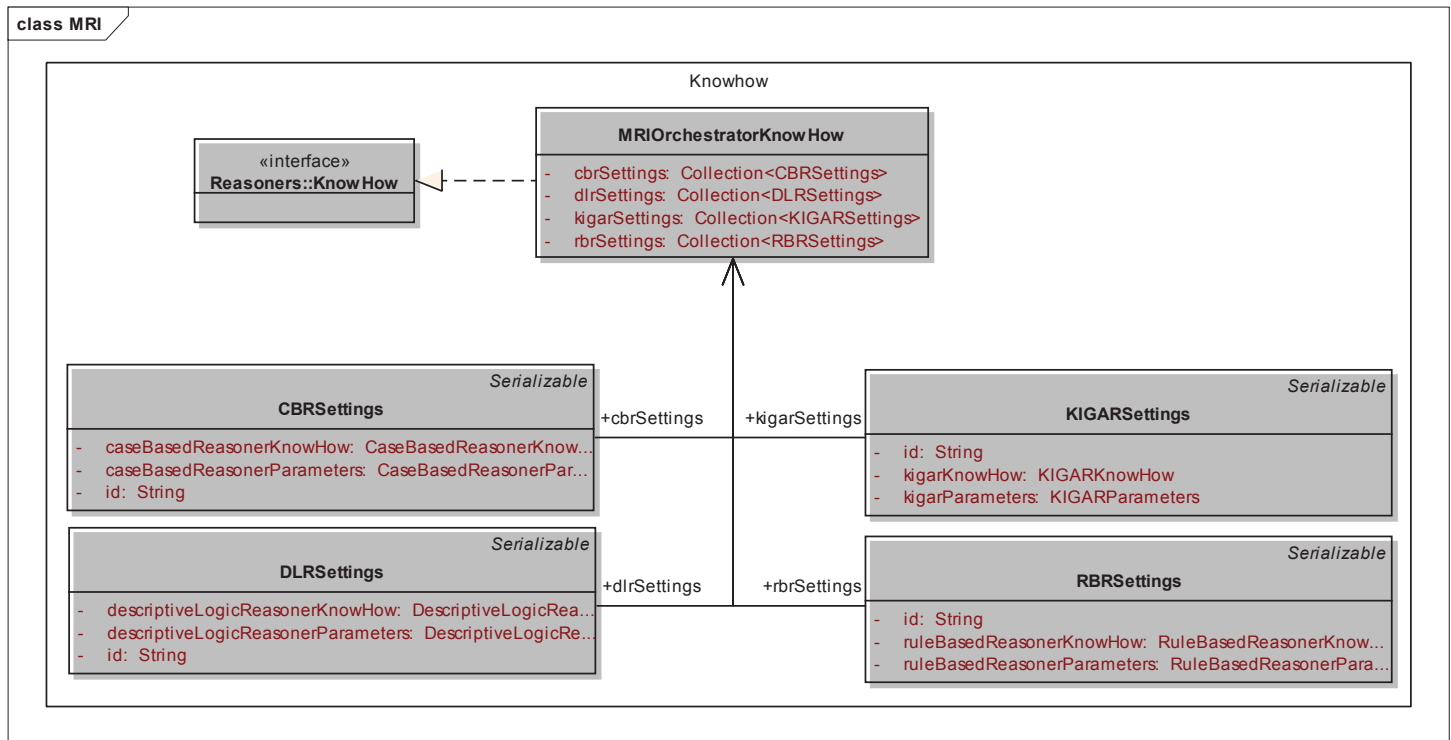 class MRI
Knowhow
MRIOrchestratorKnowHow
- cbrSettings: Collection<CBRSettings>
- dlrSettings: Collection<DLRSettings>
- kigarSettings: Collection<KIGARSettings>
- rbrSettings: Collection<RBRSettings>
«interface»
Reasoners::KnowHow
Serializable
CBRSettings
- caseBasedReasonerKnowHow: CaseBasedReasonerKnow...
- caseBasedReasonerParameters: CaseBasedReasonerPar...
- id: String
+cbrSettings
+kigarSettings
Serializable
KIGARSettings
- id: String
- kigarKnowHow: KIGARKnowHow
- kigarParameters: KIGARParameters
Serializable
DLRSettings
- descriptiveLogicReasonerKnowHow: DescriptiveLogicRea...
- descriptiveLogicReasonerParameters: DescriptiveLogicRe...
- id: String
+dlrSettings
+rbrSettings
Serializable
RBRSettings
- id: String
- ruleBasedReasonerKnowHow: RuleBasedReasonerKnow...
- ruleBasedReasonerParameters: RuleBasedReasonerPara...